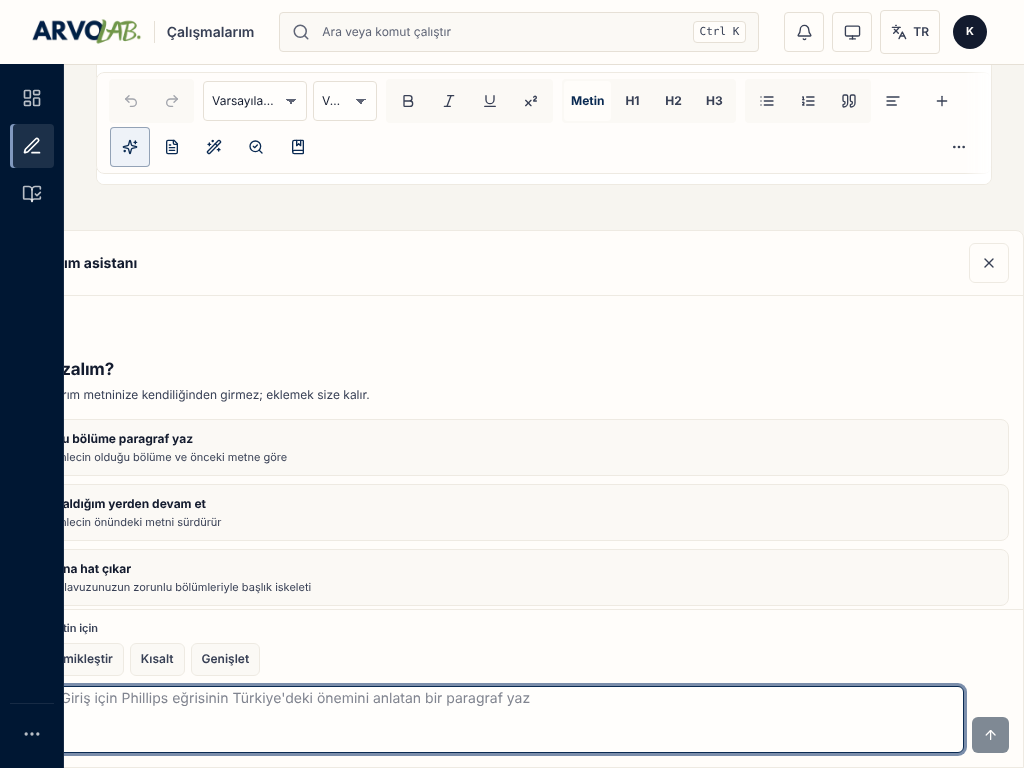 ARVOLAB.
Çalışmalarım
Ara veya komut çalıştır
Ctrl K
TR
K
Varsayıla...
V...
B
I
U
x²
Metin
H1
H2
H3
ım asistanı
zalım?
rım metninize kendiliğinden girmez; eklemek size kalır.
u bölüme paragraf yaz
nlecin olduğu bölüme ve önceki metne göre
aldığım yerden devam et
nlecin önündeki metni sürdürür
na hat çıkar
lavuzunuzun zorunlu bölümleriyle başlık iskeleti
tin için
mikleştir
Kısalt
Genişlet
Giriş için Phillips eğrisinin Türkiye'deki önemini anlatan bir paragraf yaz